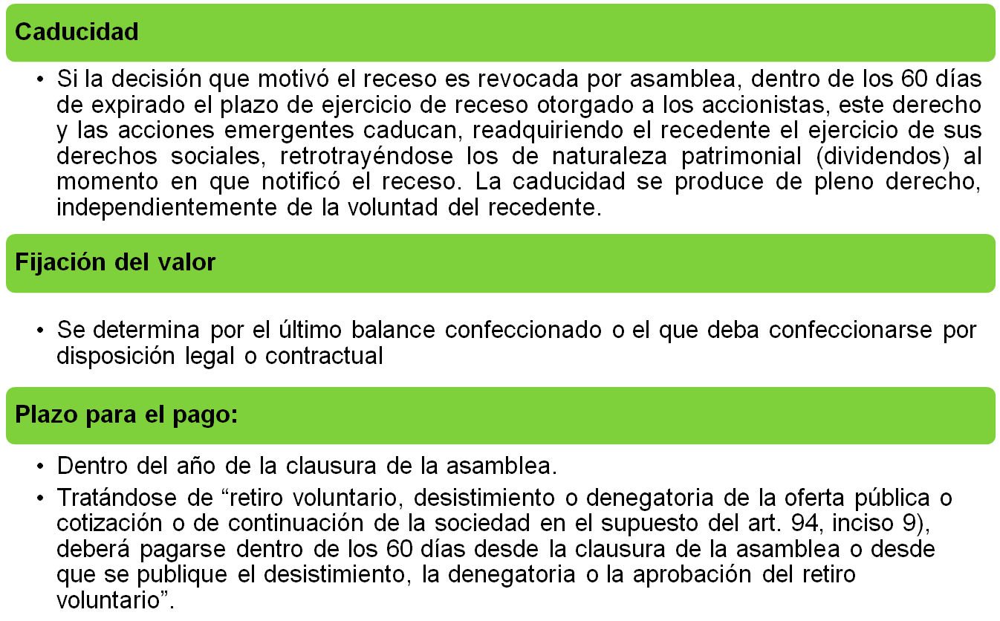 Caducidad
• Si la decisión que motivó el receso es revocada por asamblea, dentro de los 60 días
de expirado el plazo de ejercicio de receso otorgado a los accionistas, este derecho
y las acciones emergentes caducan, readquiriendo el recedente el ejercicio de sus
derechos sociales, retrotrayéndose los de naturaleza patrimonial (dividendos) al
momento en que notificó el receso. La caducidad se produce de pleno derecho,
independientemente de la voluntad del recedente.
Fijación del valor
• Se determina por el último balance confeccionado o el que deba confeccionarse por
disposición legal o contractual
Plazo para el pago:
• Dentro del año de la clausura de la asamblea.
• Tratándose de “retiro voluntario, desistimiento o denegatoria de la oferta pública o
cotización o de continuación de la sociedad en el supuesto del art. 94, inciso 9),
deberá pagarse dentro de los 60 días desde la clausura de la asamblea o desde
que se publique el desistimiento, la denegatoria o la aprobación del retiro
voluntario”.